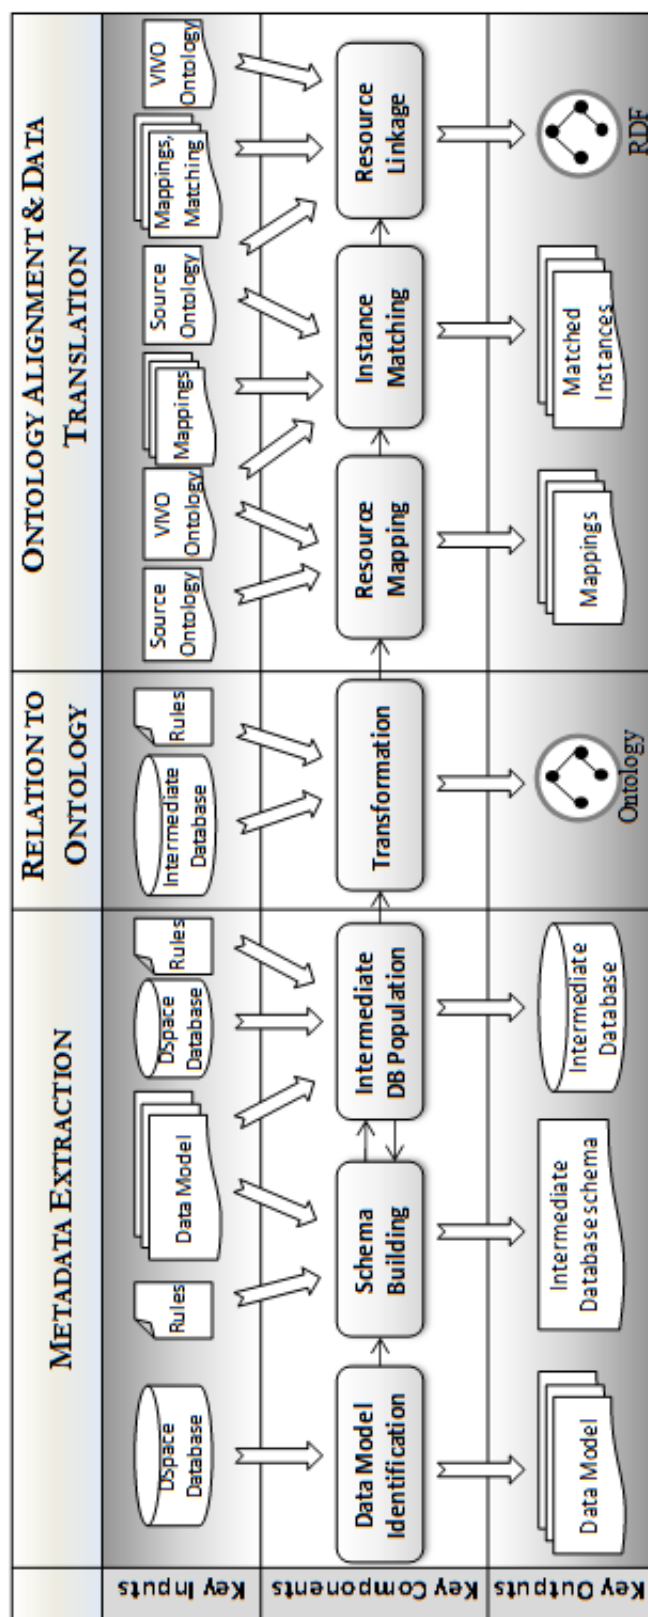 METADATA EXTRACTION
RELATION TO
ONTOLOGY
ONTOLOGY ALIGNMENT & DATA
TRANSLATION
Key Inputs
DSpace
Database
Rules
Data Model
DSpace
Database
Rules
Intermediate
Database
Rules
Source
Ontology
VIVO
Ontology
Mappings
Source
Ontology
Mappings,
Matching
VIVO
Ontology
Key Components
Data Model
Identification
Schema
Building
Intermediate
DB Population
Transformation
Resource
Mapping
Instance
Matching
Resource
Linkage
Key Outputs
Data Model
Intermediate
Database schema
Intermediate
Database
Ontology
Mappings
Matched
Instances
RDF